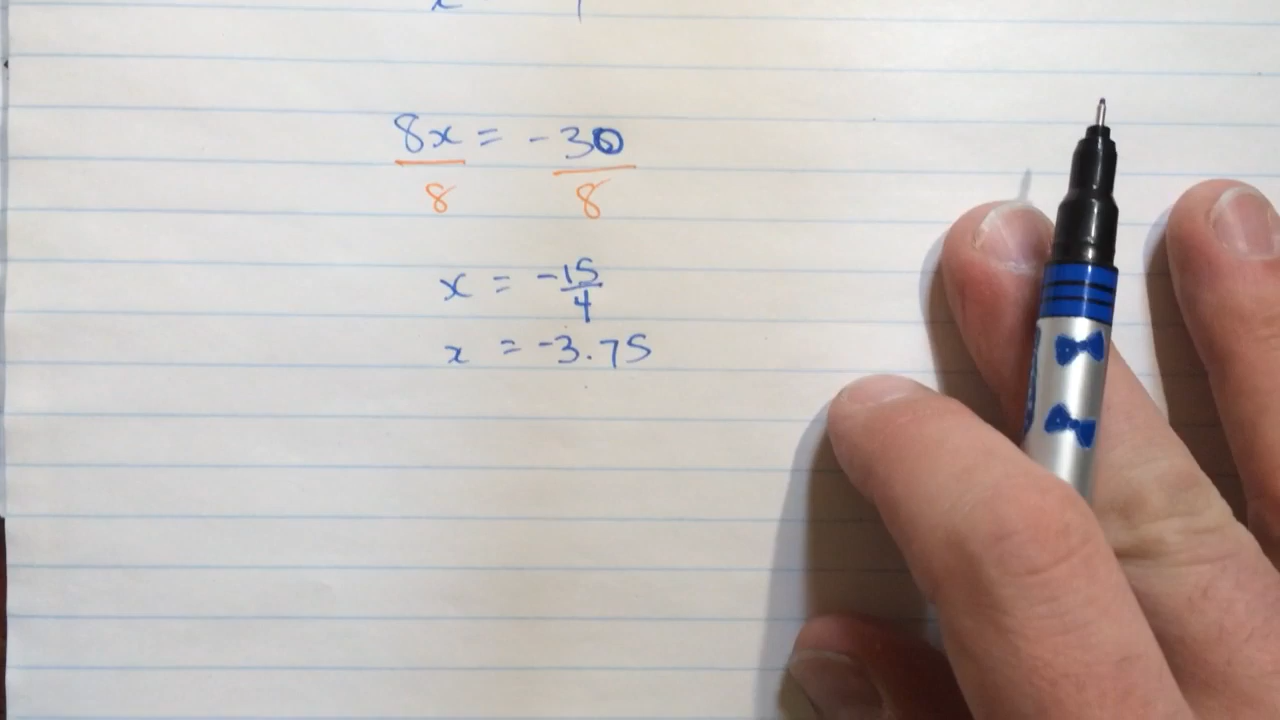 8x = -30
8 8
x = -15/4
x = -3.75